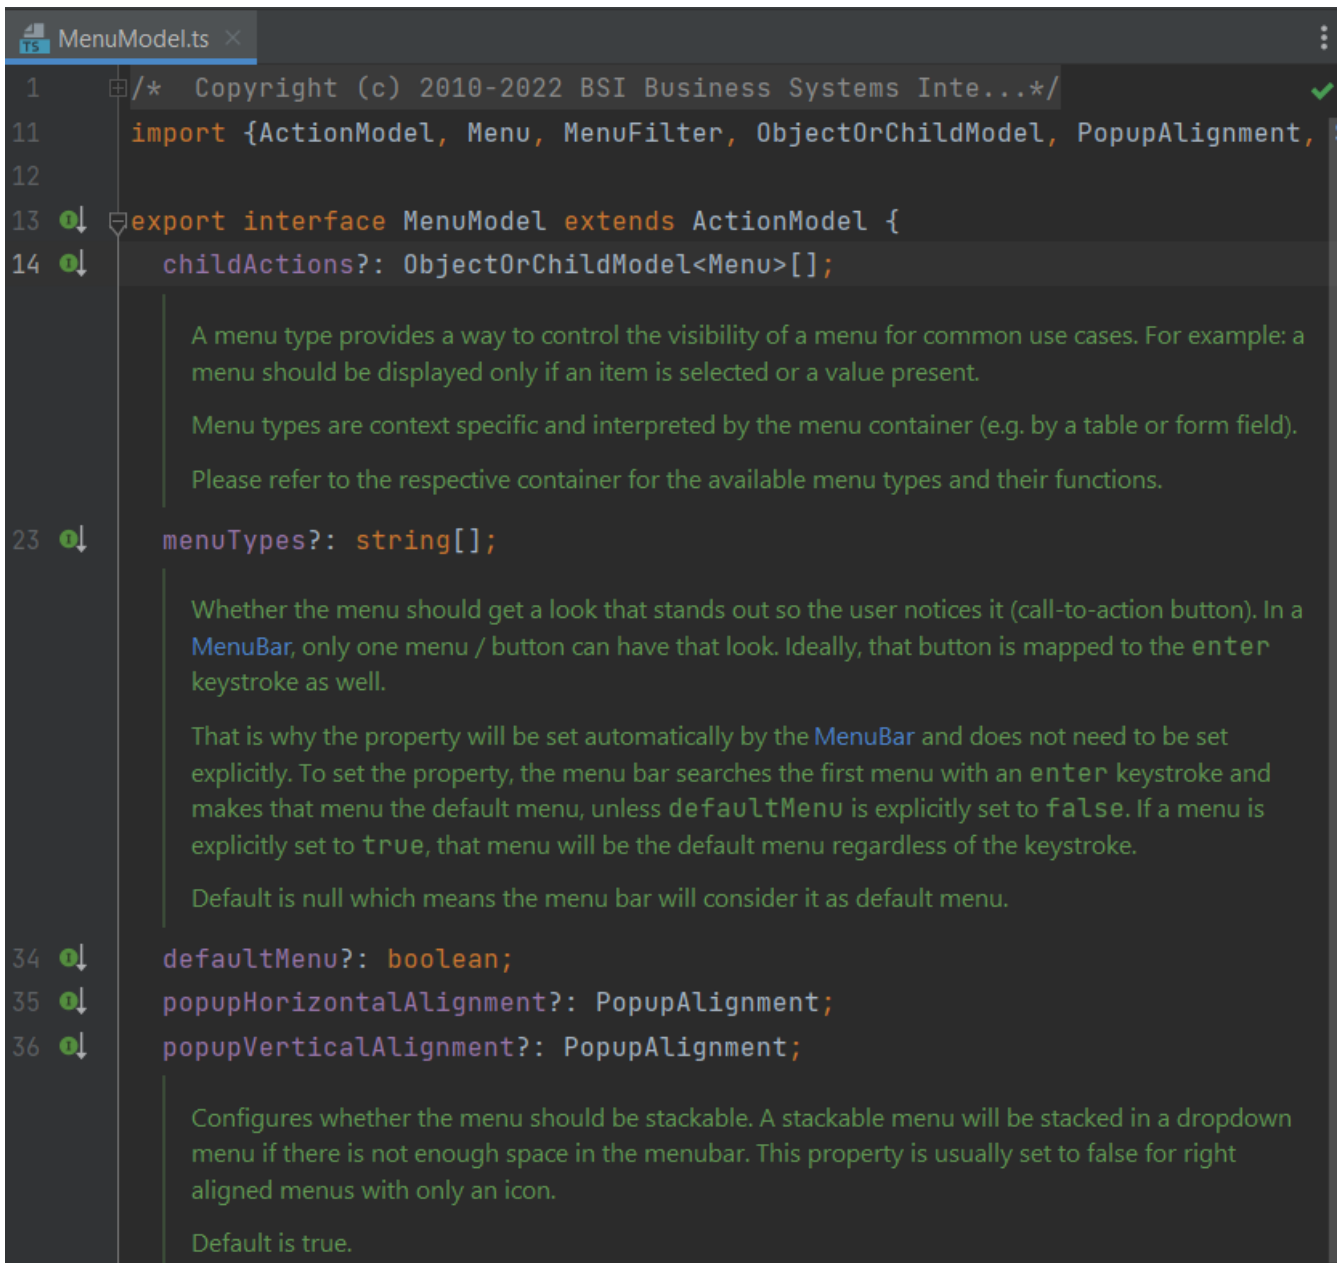 MenuModel.ts
1 /* Copyright (c) 2010-2022 BSI Business Systems Inte...*/
11 import {ActionModel, Menu, MenuFilter, ObjectOrChildModel, PopupAlignment,
12
13 export interface MenuModel extends ActionModel {
14 childActions?: ObjectOrChildModel<Menu>[];
A menu type provides a way to control the visibility of a menu for common use cases. For example: a
menu should be displayed only if an item is selected or a value present.
Menu types are context specific and interpreted by the menu container (e.g. by a table or form field).
Please refer to the respective container for the available menu types and their functions.
23 menuTypes?: string[];
Whether the menu should get a look that stands out so the user notices it (call-to-action button). In a
MenuBar, only one menu / button can have that look. Ideally, that button is mapped to the enter
keystroke as well.
That is why the property will be set automatically by the MenuBar and does not need to be set
explicitly. To set the property, the menu bar searches the first menu with an enter keystroke and
makes that menu the default menu, unless defaultMenu is explicitly set to false. If a menu is
explicitly set to true, that menu will be the default menu regardless of the keystroke.
Default is null which means the menu bar will consider it as default menu.
34 defaultMenu?: boolean;
35 popupHorizontalAlignment?: PopupAlignment;
36 popupVerticalAlignment?: PopupAlignment;
Configures whether the menu should be stackable. A stackable menu will be stacked in a dropdown
menu if there is not enough space in the menubar. This property is usually set to false for right
aligned menus with only an icon.
Default is true.